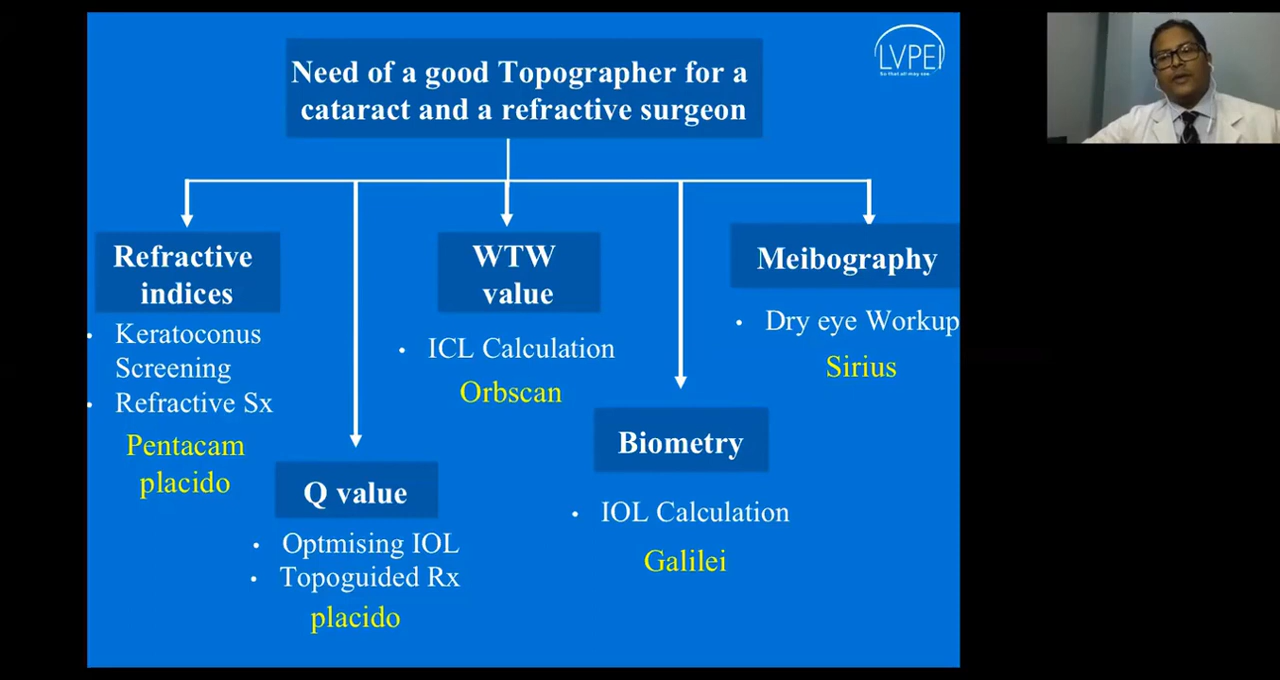 Need of a good Topographer for a
cataract and a refractive surgeon
LVPEI
So that all may see
Refractive
indices
• Keratoconus
Screening
• Refractive Sx
Pentacam
placido
Q value
• Optmising IOL
• Topoguided Rx
placido
WTW
value
• ICL Calculation
Orbscan
Biometry
• IOL Calculation
Galilei
Meibography
• Dry eye Workup
Sirius